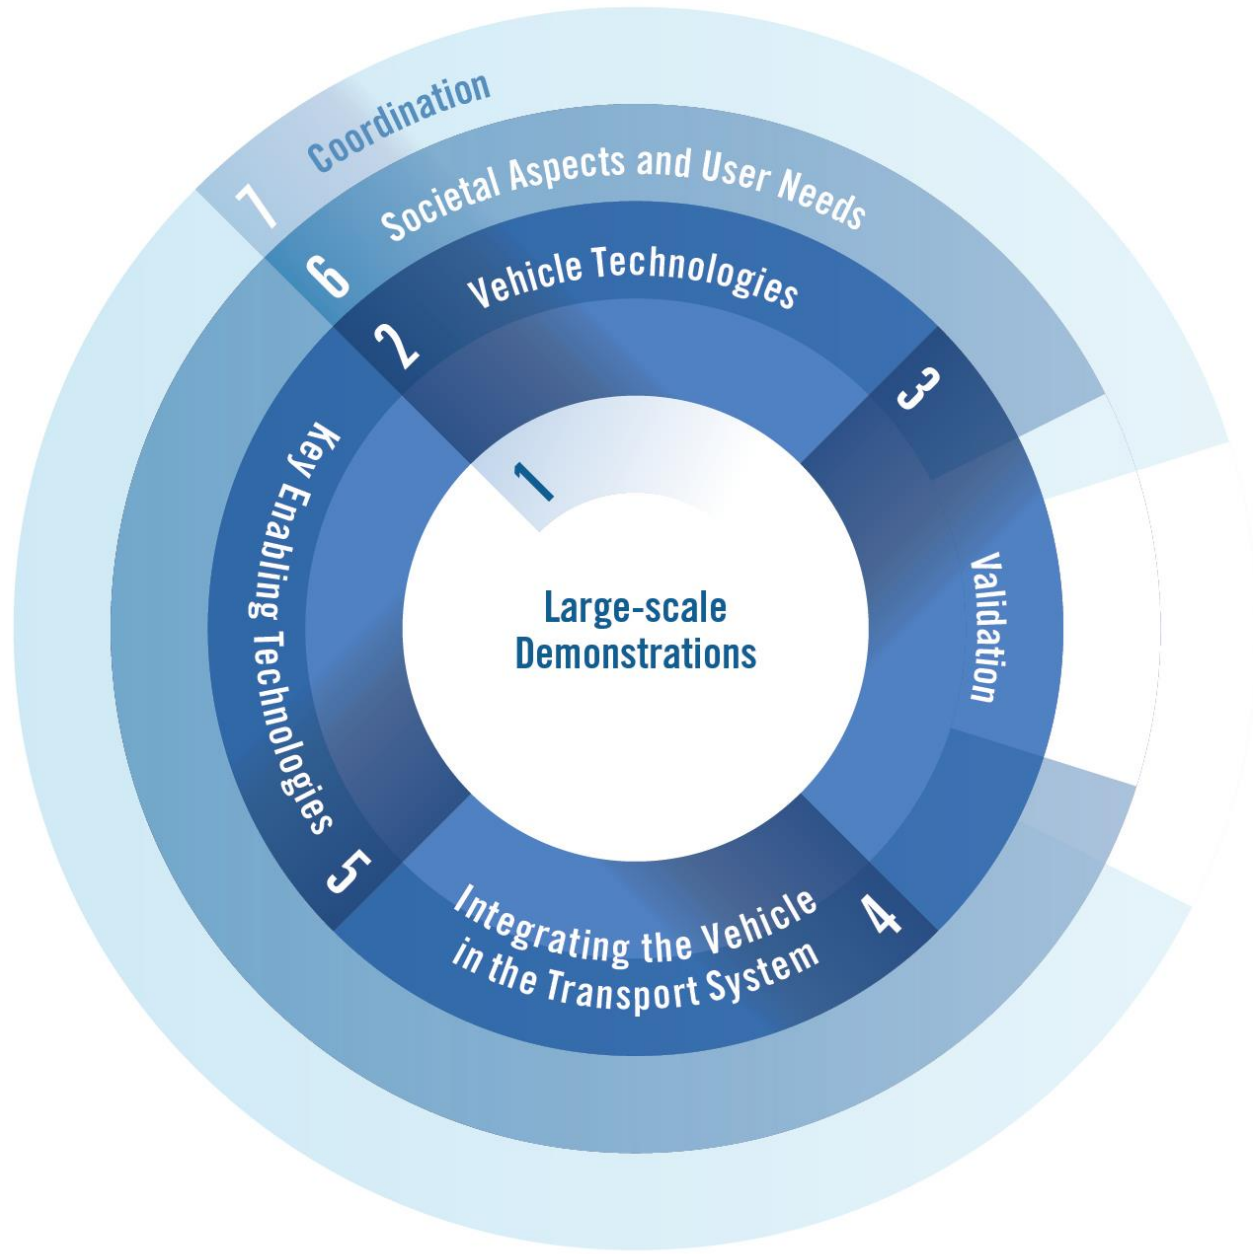 7 Coordination
6 Societal Aspects and User Needs
2 Vehicle Technologies
3 Validation
1 Large-scale
Demonstrations
4 Integrating the Vehicle
in the Transport System
5 Key Enabling Technologies